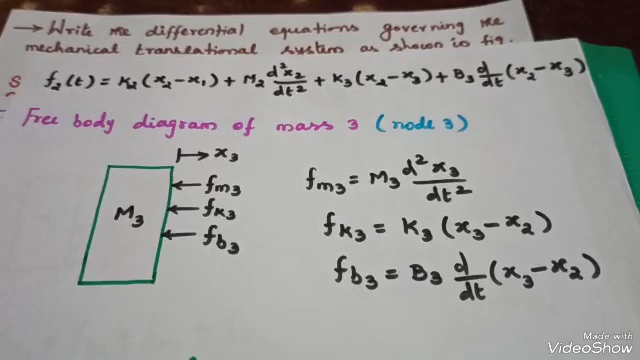 → Write the differential equations governing the
mechanical translational system as shown in fig.
S f₂(t) = K₂(x₂-x₁) + M₂ d²x₂/dt² + K₃(x₂-x₃) + B₃ d/dt (x₂-x₃)
Free body diagram of mass 3 (node 3)
→ x₃
M₃
← fm₃
← fK₃
← fb₃
fm₃ = M₃ d²x₃/dt²
fK₃ = K₃ (x₃-x₂)
fb₃ = B₃ d/dt (x₃-x₂)
Made with
VideoShow